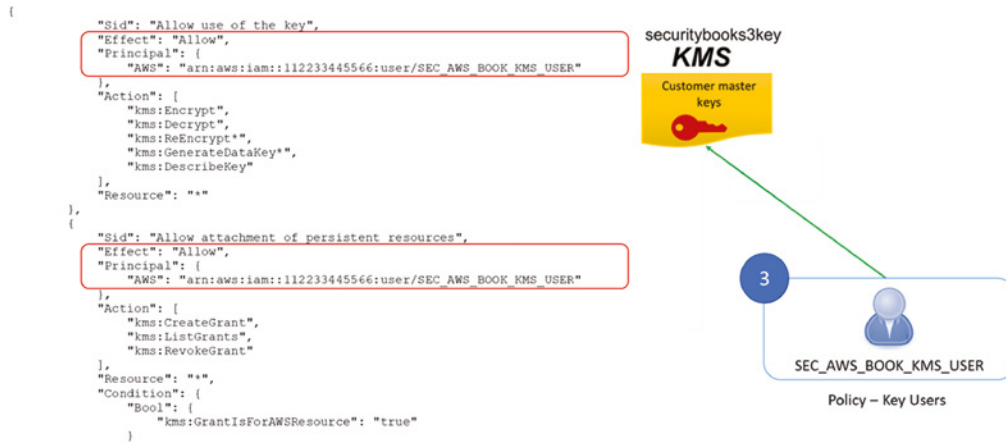 {
"Sid": "Allow use of the key",
"Effect": "Allow",
"Principal": {
"AWS": "arn:aws:iam::112233445566:user/SEC_AWS_BOOK_KMS_USER"
},
"Action": [
"kms:Encrypt",
"kms:Decrypt",
"kms:ReEncrypt*",
"kms:GenerateDataKey*",
"kms:DescribeKey"
],
"Resource": "*"
},
{
"Sid": "Allow attachment of persistent resources",
"Effect": "Allow",
"Principal": {
"AWS": "arn:aws:iam::112233445566:user/SEC_AWS_BOOK_KMS_USER"
},
"Action": [
"kms:CreateGrant",
"kms:ListGrants",
"kms:RevokeGrant"
],
"Resource": "*",
"Condition": {
"Bool": {
"kms:GrantIsForAWSResource": "true"
}
securitybooks3key
KMS
Customer master
keys
3
SEC_AWS_BOOK_KMS_USER
Policy – Key Users